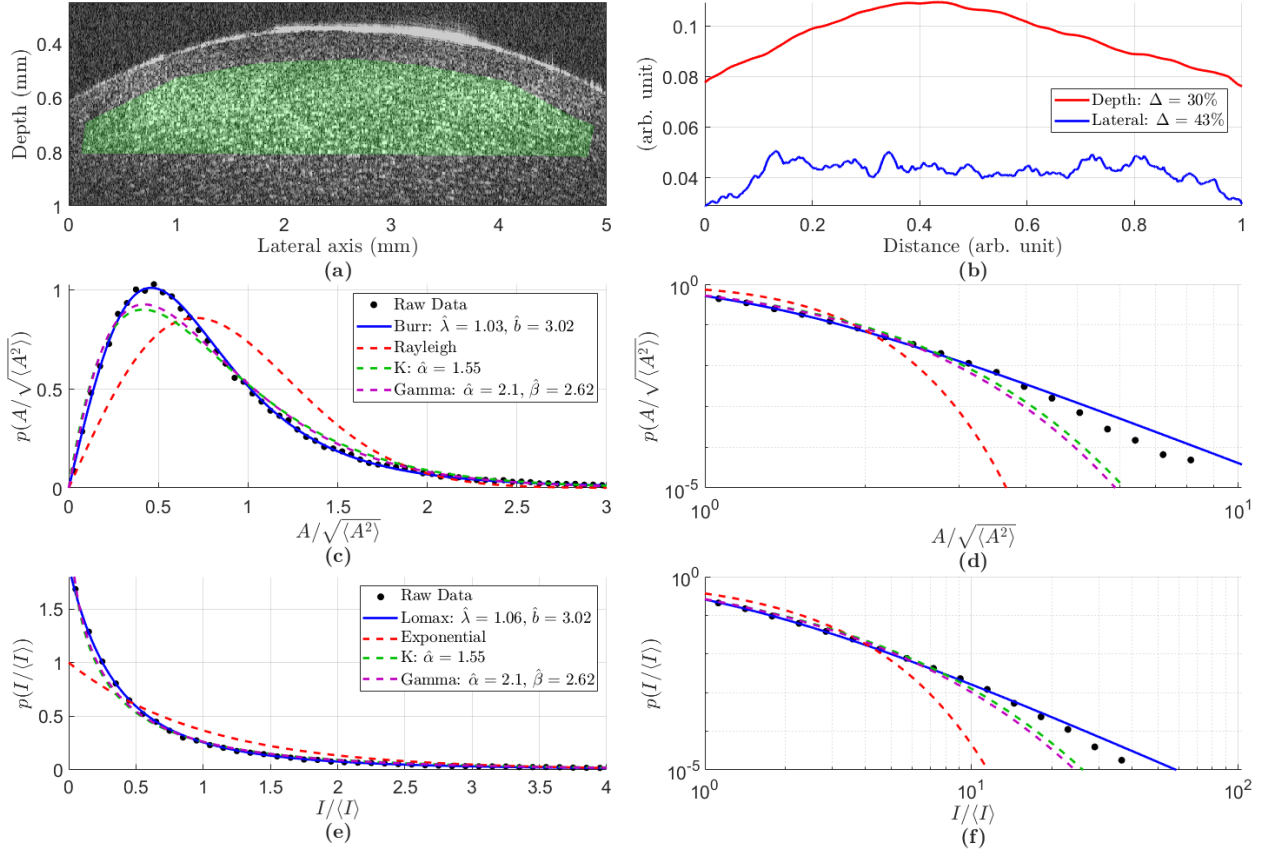 Depth (mm)
0.4
0.6
0.8
1
0 1 2 3 4 5
Lateral axis (mm)
(a)
(arb. unit)
0.1
0.08
0.06
0.04
Depth: Δ = 30%
Lateral: Δ = 43%
0 0.2 0.4 0.6 0.8 1
Distance (arb. unit)
(b)
p(A/√⟨A²⟩)
1
0.5
0
Raw Data
Burr: λ̂ = 1.03, b̂ = 3.02
Rayleigh
K: α̂ = 1.55
Gamma: α̂ = 2.1, β̂ = 2.62
0 0.5 1 1.5 2 2.5 3
A/√⟨A²⟩
(c)
p(A/√⟨A²⟩)
10⁰
10⁻⁵
10⁰ 10¹
A/√⟨A²⟩
(d)
p(I/⟨I⟩)
1.5
1
0.5
0
Raw Data
Lomax: λ̂ = 1.06, b̂ = 3.02
Exponential
K: α̂ = 1.55
Gamma: α̂ = 2.1, β̂ = 2.62
0 0.5 1 1.5 2 2.5 3 3.5 4
I/⟨I⟩
(e)
p(I/⟨I⟩)
10⁰
10⁻⁵
10⁰ 10¹ 10²
I/⟨I⟩
(f)